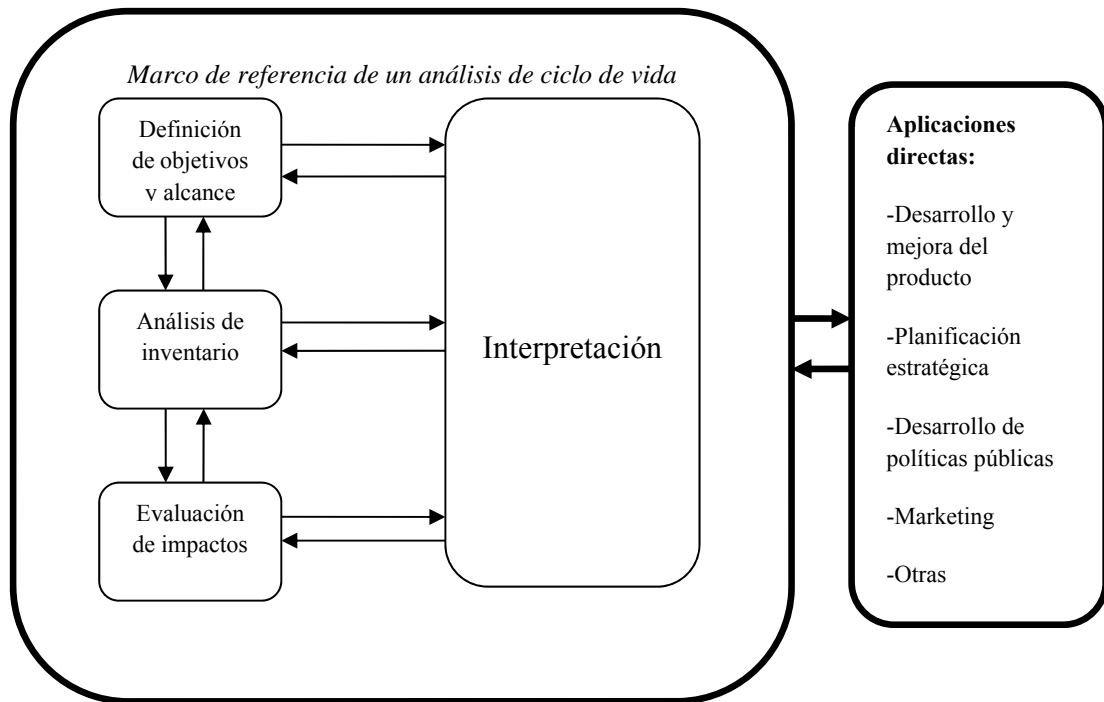 Marco de referencia de un análisis de ciclo de vida
Definición
de objetivos
y alcance
Análisis de
inventario
Evaluación
de impactos
Interpretación
Aplicaciones
directas:
-Desarrollo y
mejora del
producto
-Planificación
estratégica
-Desarrollo de
políticas públicas
-Marketing
-Otras